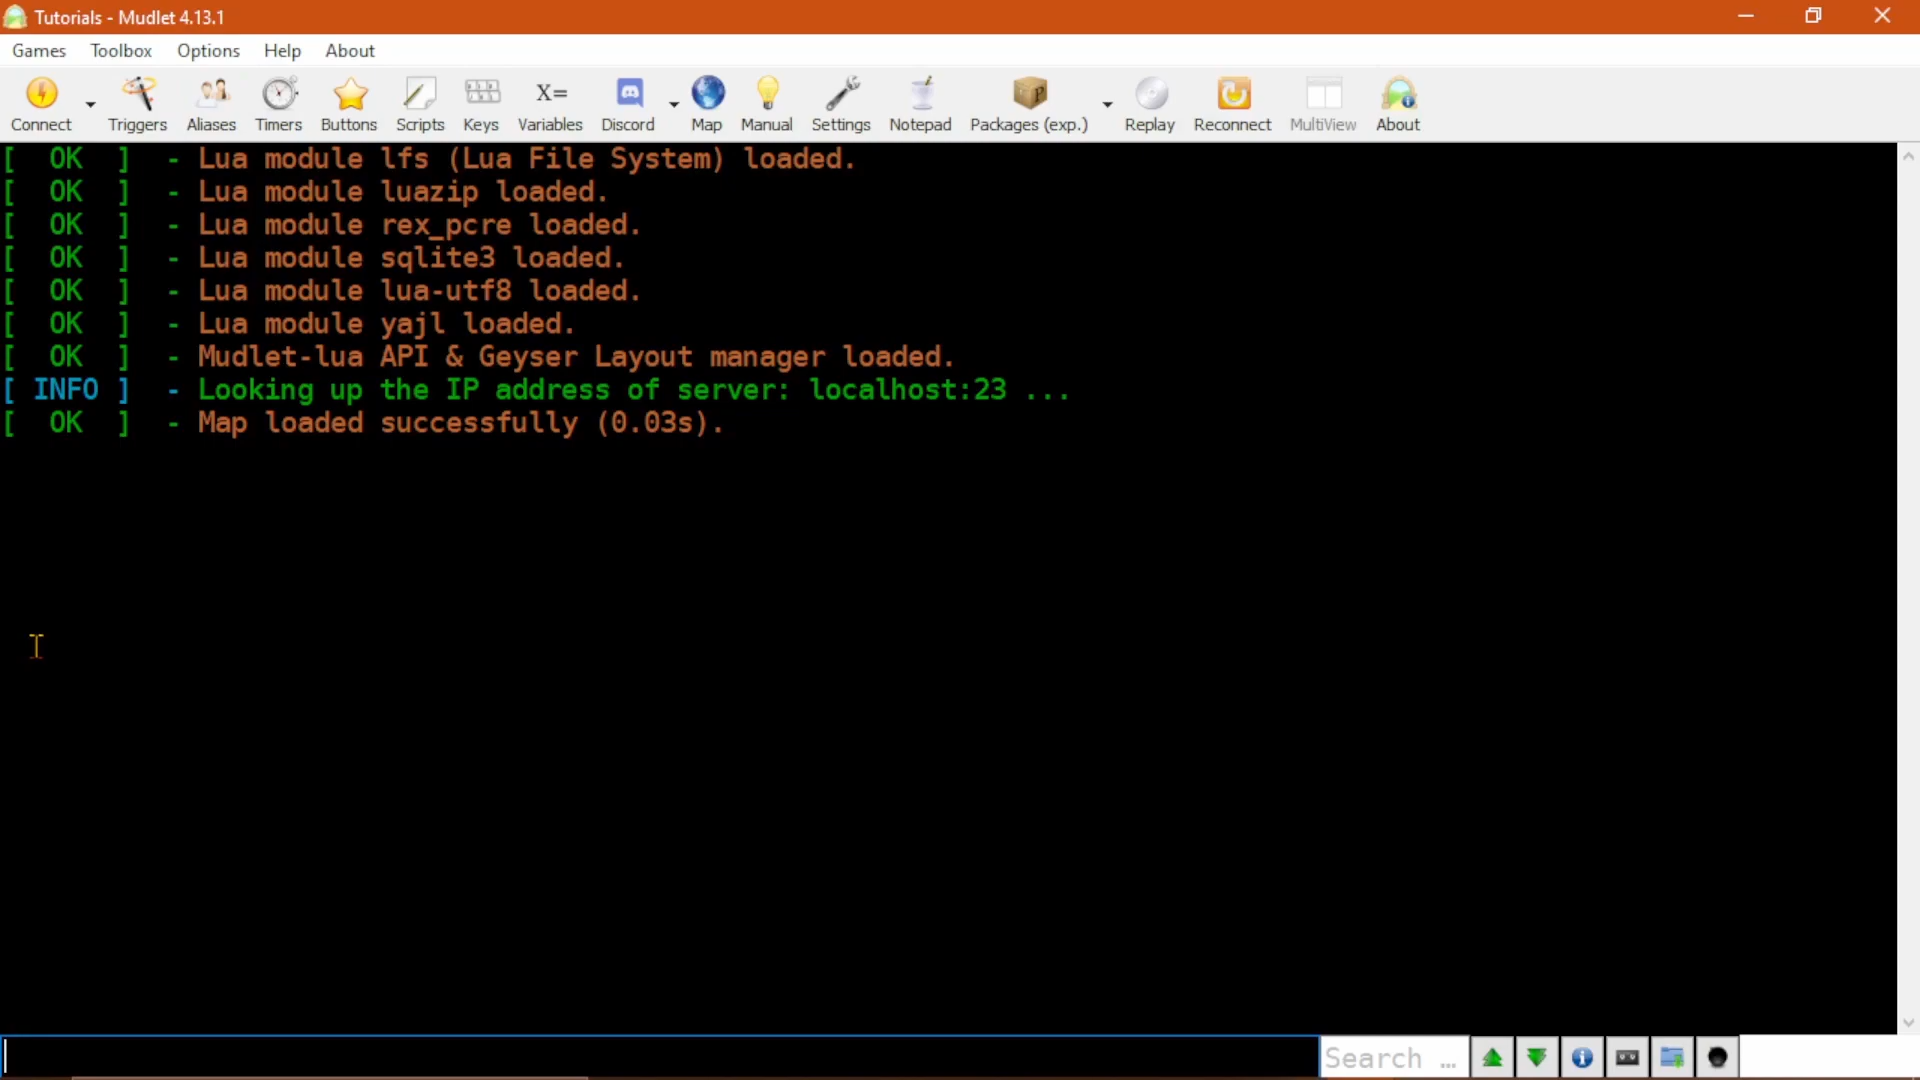 Tutorials - Mudlet 4.13.1
Games Toolbox Options Help About
Connect Triggers Aliases Timers Buttons Scripts Keys Variables Discord Map Manual Settings Notepad Packages (exp.) Replay Reconnect MultiView About
[ OK ] - Lua module lfs (Lua File System) loaded.
[ OK ] - Lua module luazip loaded.
[ OK ] - Lua module rex_pcre loaded.
[ OK ] - Lua module sqlite3 loaded.
[ OK ] - Lua module lua-utf8 loaded.
[ OK ] - Lua module yajl loaded.
[ OK ] - Mudlet-lua API & Geyser Layout manager loaded.
[ INFO ] - Looking up the IP address of server: localhost:23 ...
[ OK ] - Map loaded successfully (0.03s).
Search ...